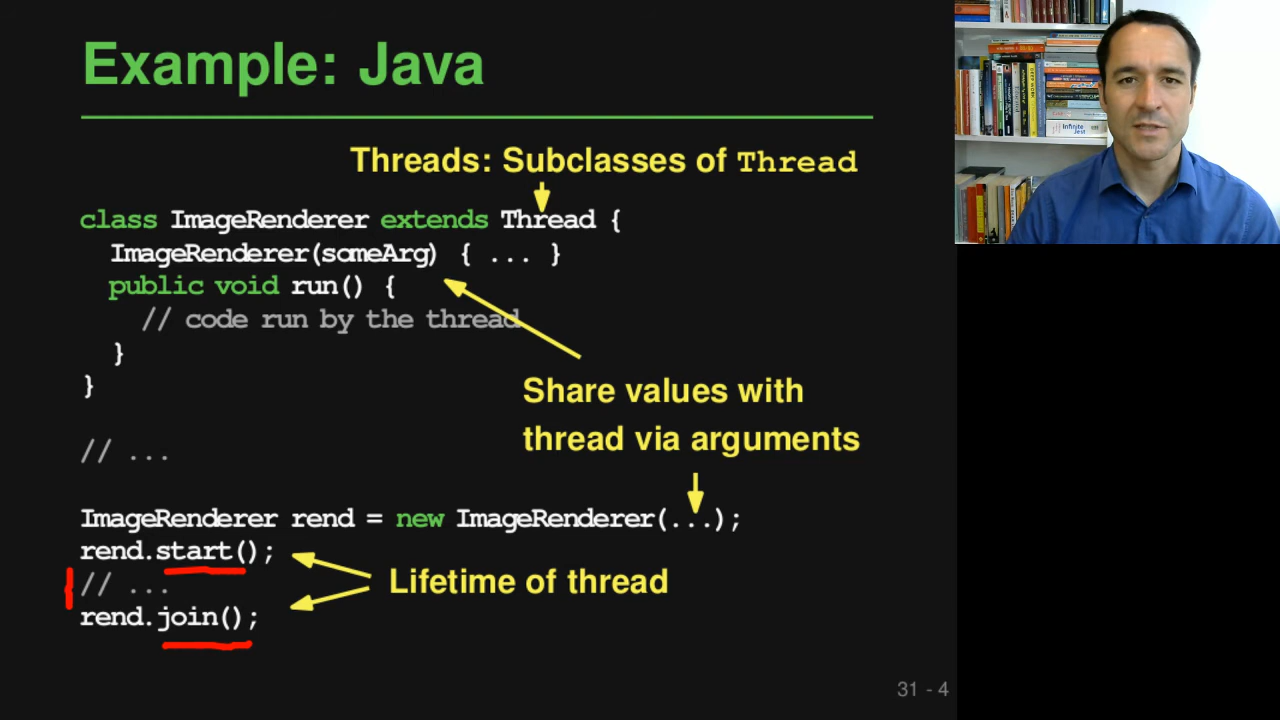 Example: Java
Threads: Subclasses of Thread
class ImageRenderer extends Thread {
ImageRenderer(someArg) { ... }
public void run() {
// code run by the thread
}
}
Share values with
thread via arguments
// ...
ImageRenderer rend = new ImageRenderer(...);
rend.start();
// ...
rend.join();
Lifetime of thread
31 - 4
Infinite
Jest